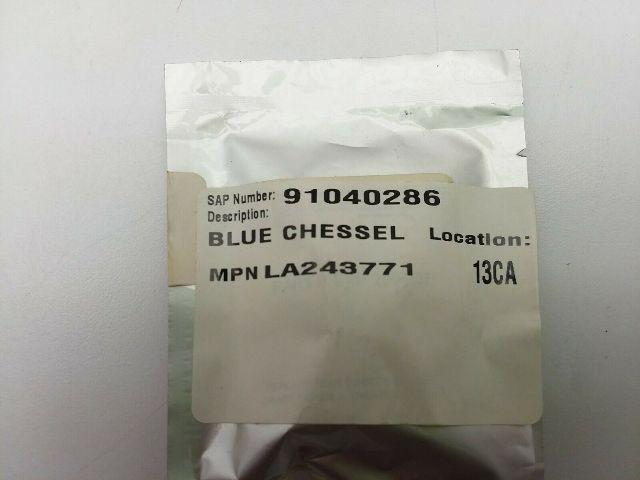 SAP Number: 91040286
Description:
BLUE CHESSEL Location:
MPN LA243771 13CA